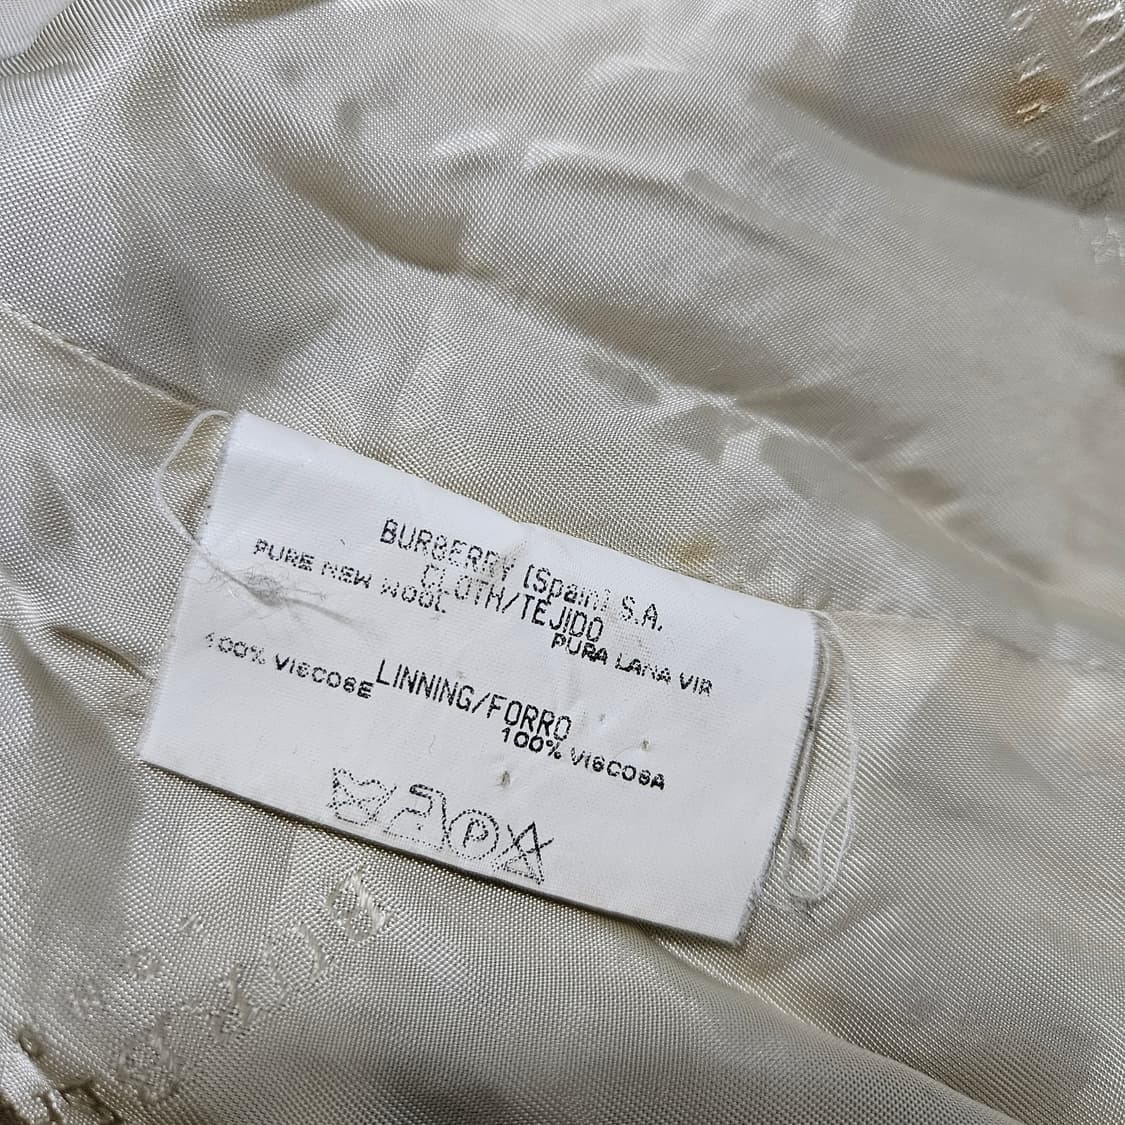 BURBERRY (Spain) S.A.
CLOTH/TEJIDO
PURE NEW WOOL
PURA LANA VIR
LINNING/FORRO
100% VISCOSE
100% VISCOSA
P